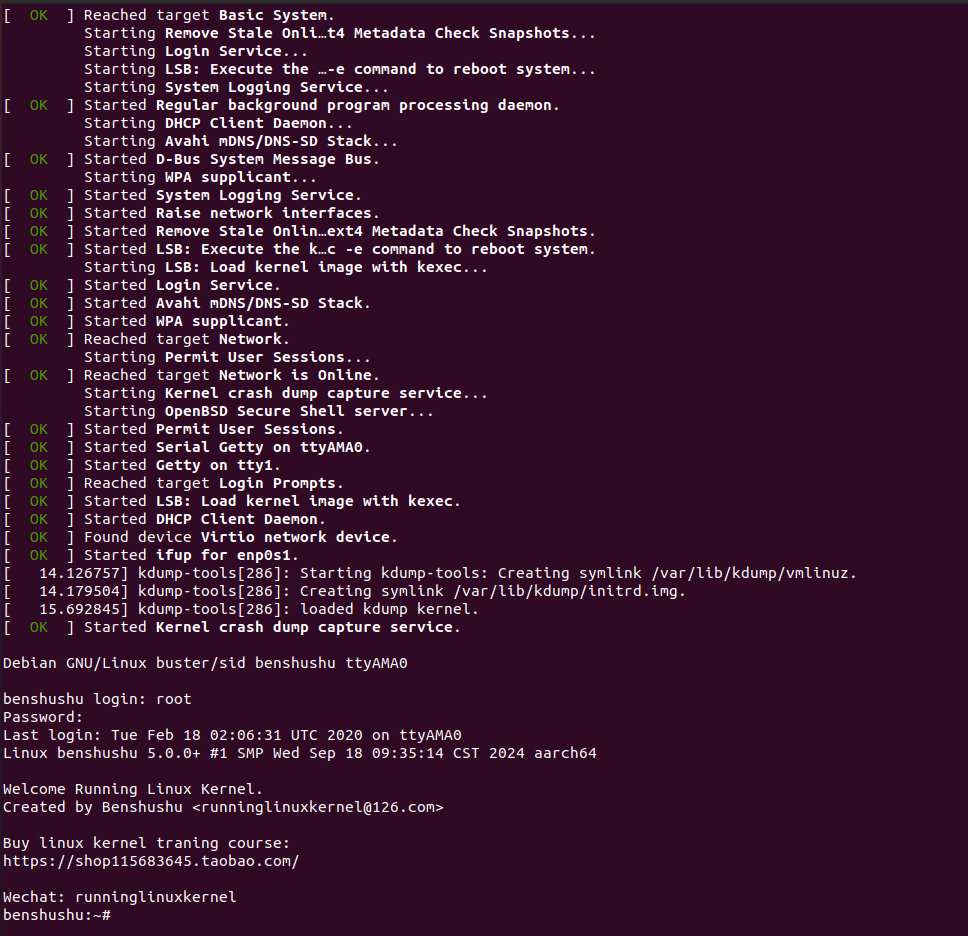 [  OK  ] Reached target Basic System.
         Starting Remove Stale Onli…t4 Metadata Check Snapshots...
         Starting Login Service...
         Starting LSB: Execute the …-e command to reboot system...
         Starting System Logging Service...
[  OK  ] Started Regular background program processing daemon.
         Starting DHCP Client Daemon...
         Starting Avahi mDNS/DNS-SD Stack...
[  OK  ] Started D-Bus System Message Bus.
         Starting WPA supplicant...
[  OK  ] Started System Logging Service.
[  OK  ] Started Raise network interfaces.
[  OK  ] Started Remove Stale Onlin…ext4 Metadata Check Snapshots.
[  OK  ] Started LSB: Execute the k…c -e command to reboot system.
         Starting LSB: Load kernel image with kexec...
[  OK  ] Started Login Service.
[  OK  ] Started Avahi mDNS/DNS-SD Stack.
[  OK  ] Started WPA supplicant.
[  OK  ] Reached target Network.
         Starting Permit User Sessions...
[  OK  ] Reached target Network is Online.
         Starting Kernel crash dump capture service...
         Starting OpenBSD Secure Shell server...
[  OK  ] Started Permit User Sessions.
[  OK  ] Started Serial Getty on ttyAMA0.
[  OK  ] Started Getty on tty1.
[  OK  ] Reached target Login Prompts.
[  OK  ] Started LSB: Load kernel image with kexec.
[  OK  ] Started DHCP Client Daemon.
[  OK  ] Found device Virtio network device.
[  OK  ] Started ifup for enp0s1.
[   14.126757] kdump-tools[286]: Starting kdump-tools: Creating symlink /var/lib/kdump/vmlinuz.
[   14.179504] kdump-tools[286]: Creating symlink /var/lib/kdump/initrd.img.
[   15.692845] kdump-tools[286]: loaded kdump kernel.
[  OK  ] Started Kernel crash dump capture service.

Debian GNU/Linux buster/sid benshushu ttyAMA0

benshushu login: root
Password:
Last login: Tue Feb 18 02:06:31 UTC 2020 on ttyAMA0
Linux benshushu 5.0.0+ #1 SMP Wed Sep 18 09:35:14 CST 2024 aarch64

Welcome Running Linux Kernel.
Created by Benshushu <runninglinuxkernel@126.com>

Buy linux kernel traning course:
https://shop115683645.taobao.com/

Wechat: runninglinuxkernel
benshushu:~#